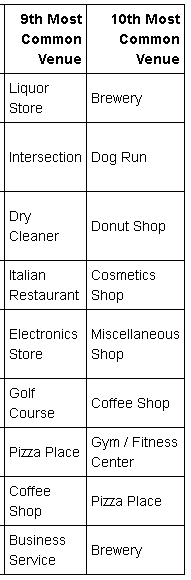 9th Most
Common
Venue
10th Most
Common
Venue
Liquor
Store
Brewery
Intersection
Dog Run
Dry
Cleaner
Donut Shop
Italian
Restaurant
Cosmetics
Shop
Electronics
Store
Miscellaneous
Shop
Golf
Course
Coffee Shop
Pizza Place
Gym / Fitness
Center
Coffee
Shop
Pizza Place
Business
Service
Brewery